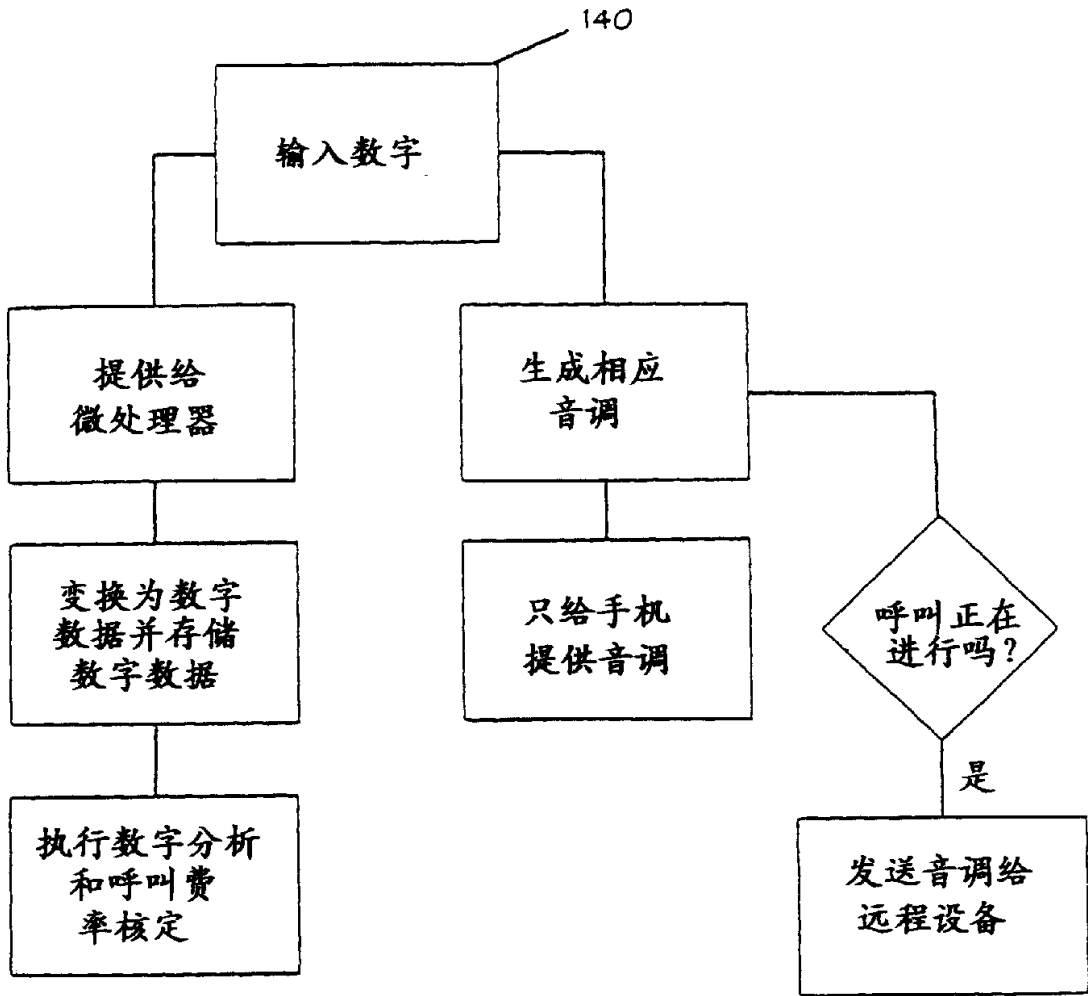 140
输入数字
提供给
微处理器
生成相应
音调
变换为数字
数据并存储
数字数据
只给手机
提供音调
呼叫正在
进行吗?
是
执行数字分析
和呼叫费
率核定
发送音调给
远程设备